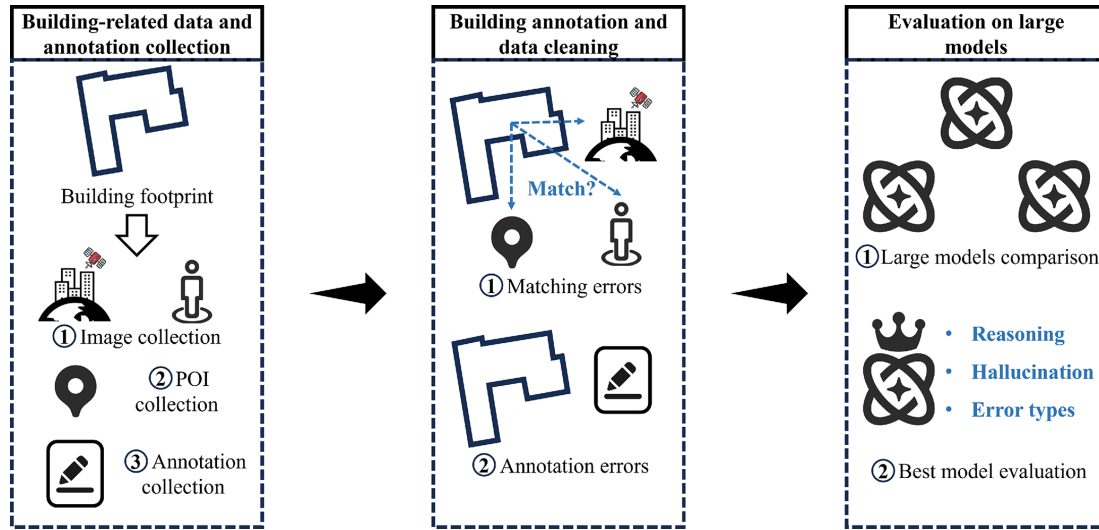 Building-related data and
annotation collection
Building footprint
① Image collection
② POI
collection
③ Annotation
collection
Building annotation and
data cleaning
Match?
① Matching errors
② Annotation errors
Evaluation on large
models
① Large models comparison
• Reasoning
• Hallucination
• Error types
② Best model evaluation